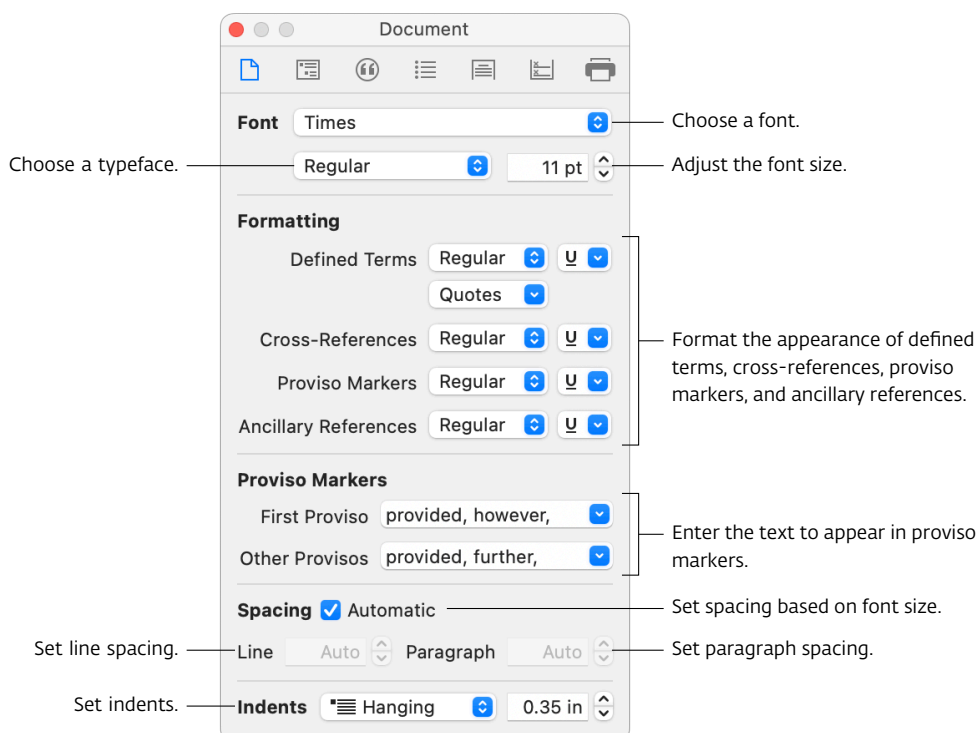 Document
Font Times
Choose a font.
Choose a typeface.
Regular 11 pt
Adjust the font size.
Formatting
Defined Terms Regular U
Quotes
Cross-References Regular U
Proviso Markers Regular U
Ancillary References Regular U
Format the appearance of defined
terms, cross-references, proviso
markers, and ancillary references.
Proviso Markers
First Proviso provided, however,
Other Provisos provided, further,
Enter the text to appear in proviso
markers.
Spacing Automatic
Set spacing based on font size.
Set line spacing.
Line Auto Paragraph Auto
Set paragraph spacing.
Set indents.
Indents Hanging 0.35 in